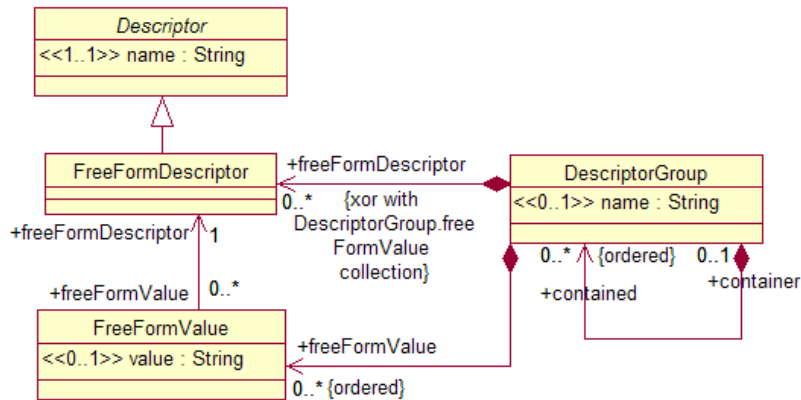 Descriptor
<<1..1>> name : String
FreeFormDescriptor
+freeFormDescriptor
0..*
{xor with
DescriptorGroup.free
FormValue
collection}
DescriptorGroup
<<0..1>> name : String
0..*
{ordered}
0..1
+contained
+container
+freeFormDescriptor
1
+freeFormValue
0..*
FreeFormValue
<<0..1>> value : String
+freeFormValue
0..* {ordered}